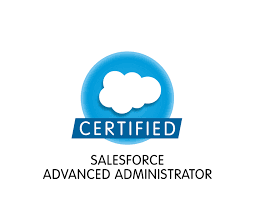 CERTIFIED
SALESFORCE
ADVANCED ADMINISTRATOR